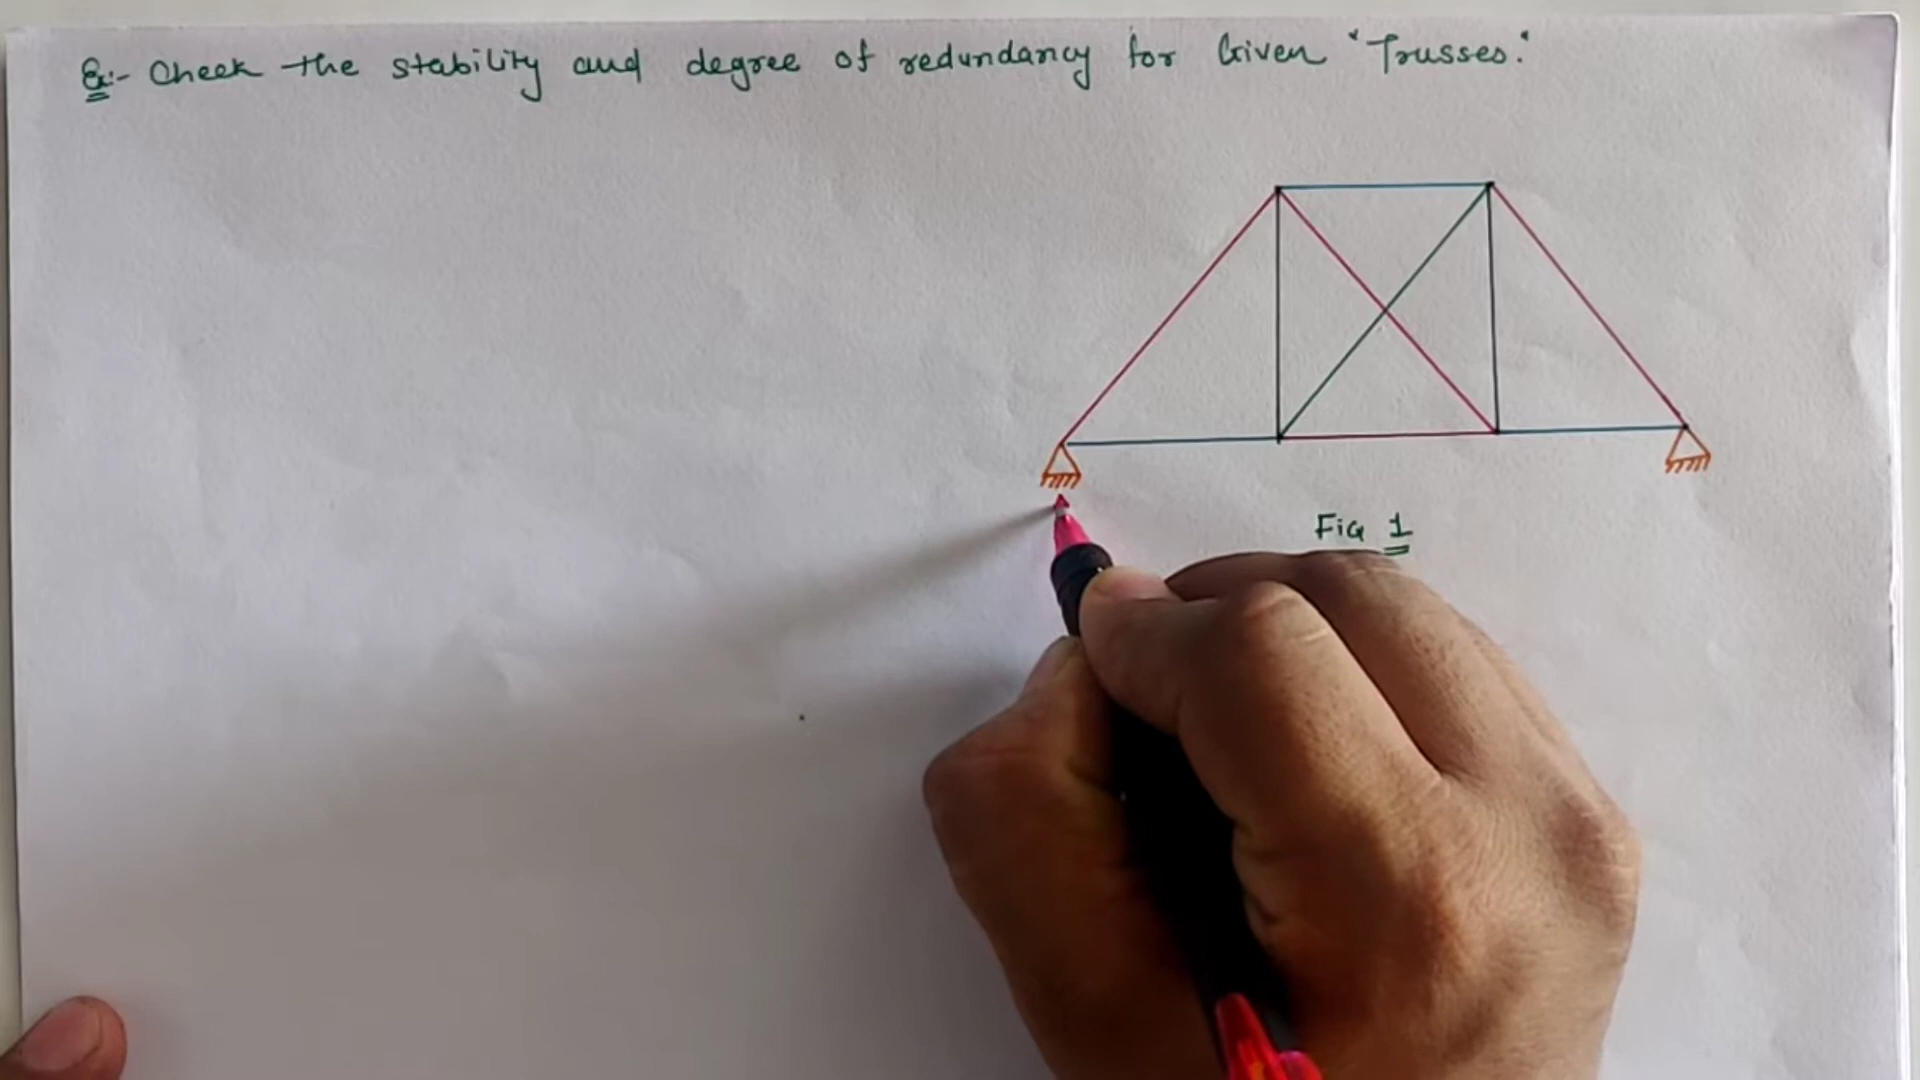 Ex:- Check the stability and degree of redundancy for Given "Trusses."
Fig 1